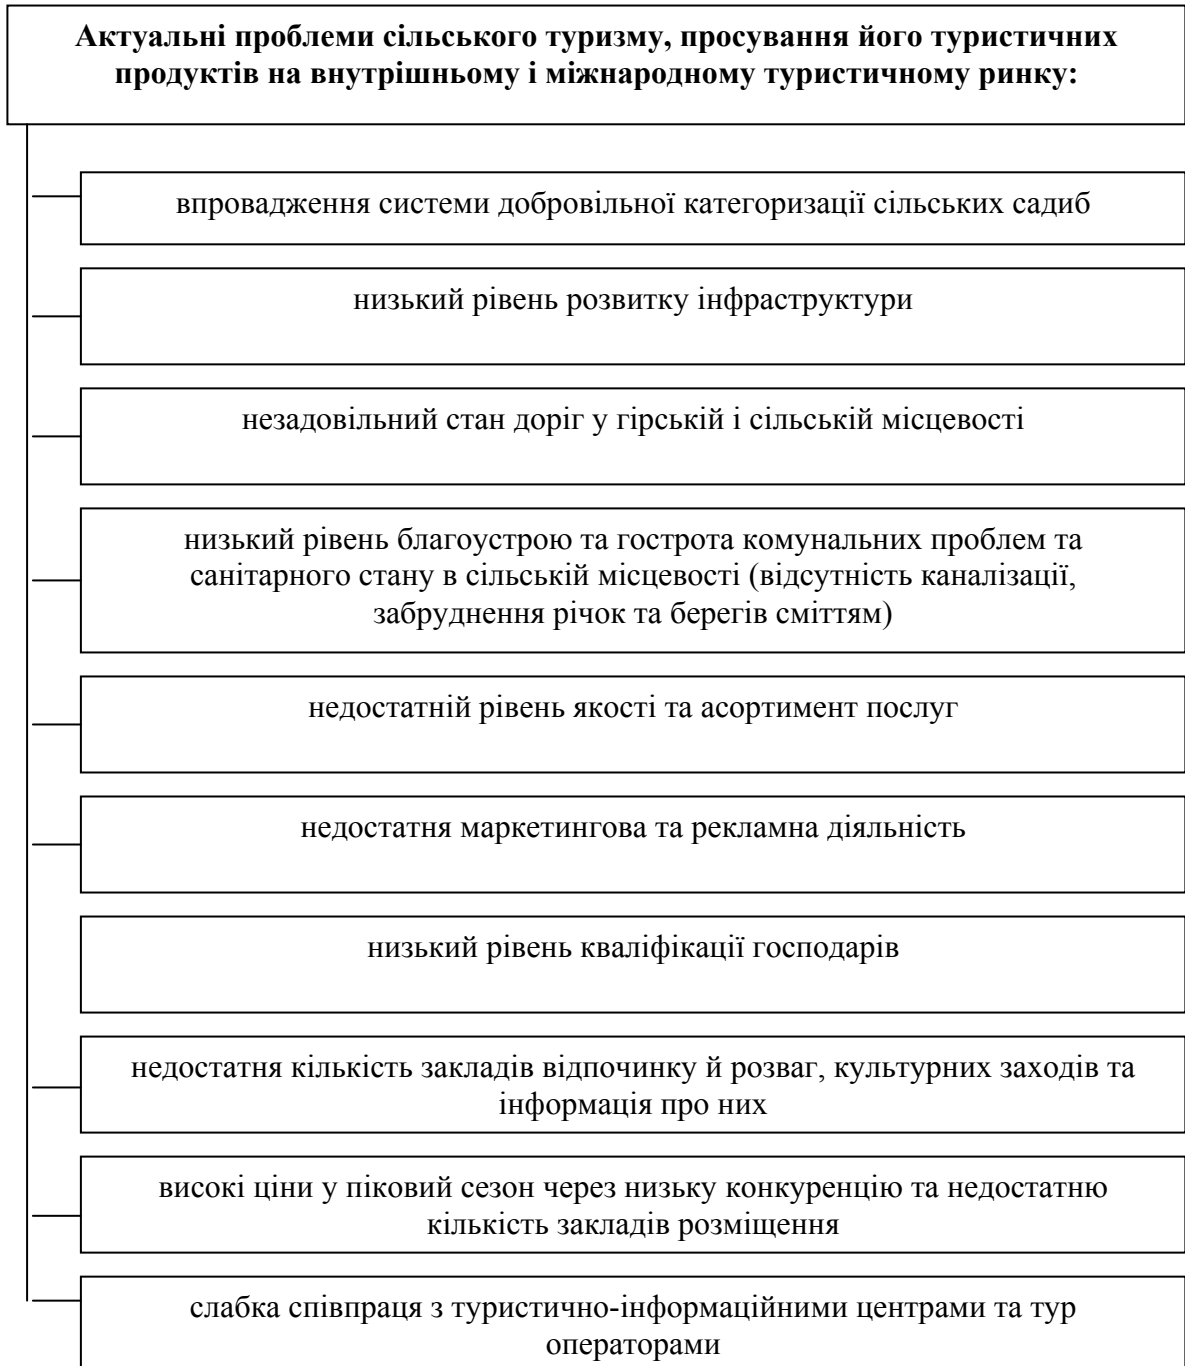 Актуальні проблеми сільського туризму, просування його туристичних
продуктів на внутрішньому і міжнародному туристичному ринку:
впровадження системи добровільної категоризації сільських садиб
низький рівень розвитку інфраструктури
незадовільний стан доріг у гірській і сільській місцевості
низький рівень благоустрою та гострота комунальних проблем та
санітарного стану в сільській місцевості (відсутність каналізації,
забруднення річок та берегів сміттям)
недостатній рівень якості та асортимент послуг
недостатня маркетингова та рекламна діяльність
низький рівень кваліфікації господарів
недостатня кількість закладів відпочинку й розваг, культурних заходів та
інформація про них
високі ціни у піковий сезон через низьку конкуренцію та недостатню
кількість закладів розміщення
слабка співпраця з туристично-інформаційними центрами та тур
операторами